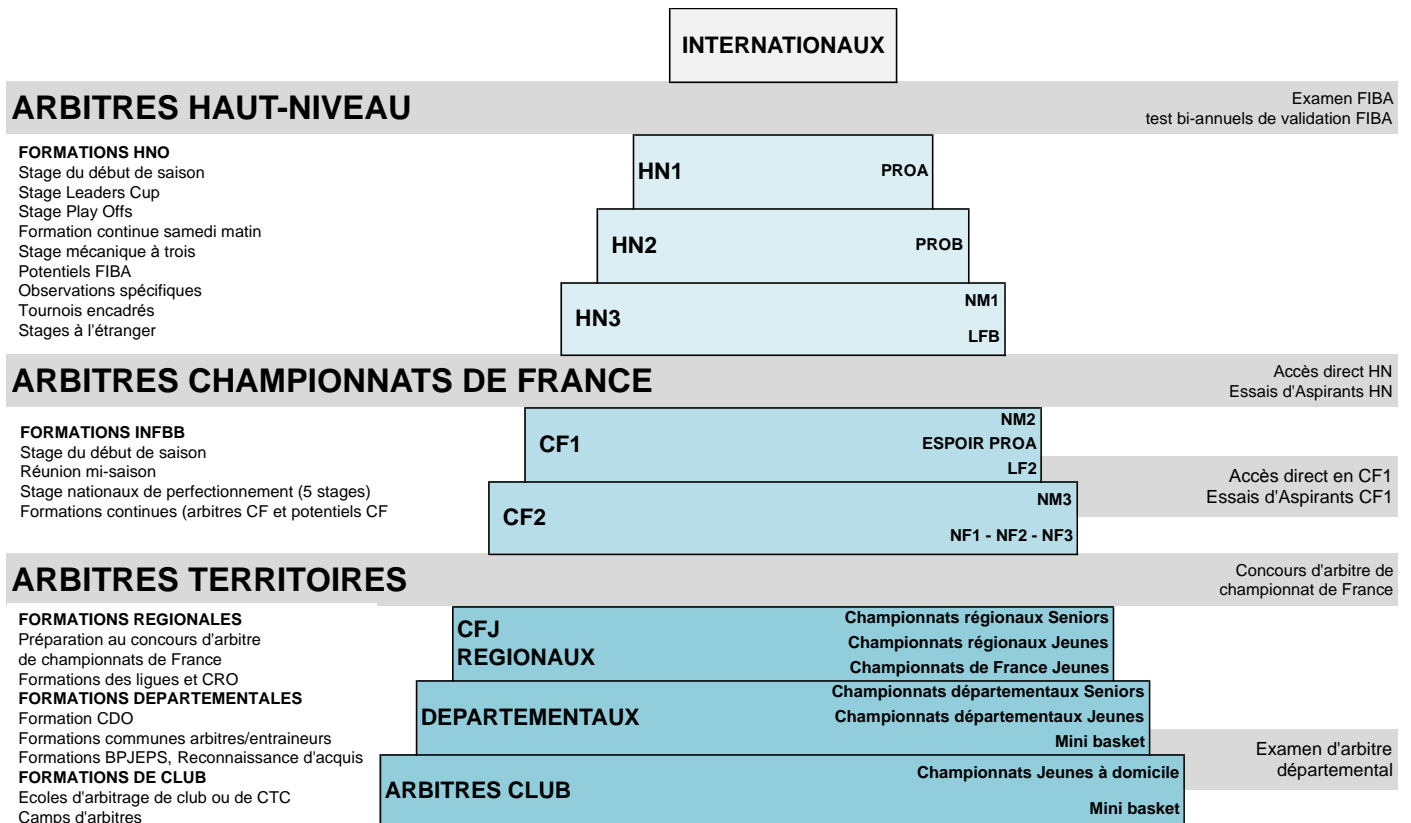 INTERNATIONAUX
ARBITRES HAUT-NIVEAU
Examen FIBA
test bi-annuels de validation FIBA
FORMATIONS HNO
Stage du début de saison
Stage Leaders Cup
Stage Play Offs
Formation continue samedi matin
Stage mécanique à trois
Potentiels FIBA
Observations spécifiques
Tournois encadrés
Stages à l'étranger
HN1
PROA
HN2
PROB
HN3
NM1
LFB
ARBITRES CHAMPIONNATS DE FRANCE
Accès direct HN
Essais d'Aspirants HN
FORMATIONS INFBB
Stage du début de saison
Réunion mi-saison
Stage nationaux de perfectionnement (5 stages)
Formations continues (arbitres CF et potentiels CF
CF1
NM2
ESPOIR PROA
LF2
Accès direct en CF1
Essais d'Aspirants CF1
CF2
NM3
NF1 - NF2 - NF3
ARBITRES TERRITOIRES
Concours d'arbitre de
championnat de France
FORMATIONS REGIONALES
Préparation au concours d'arbitre
de championnats de France
Formations des ligues et CRO
FORMATIONS DEPARTEMENTALES
Formation CDO
Formations communes arbitres/entraineurs
Formations BPJEPS, Reconnaissance d'acquis
FORMATIONS DE CLUB
Ecoles d'arbitrage de club ou de CTC
Camps d'arbitres
CFJ
REGIONAUX
Championnats régionaux Seniors
Championnats régionaux Jeunes
Championnats de France Jeunes
DEPARTEMENTAUX
Championnats départementaux Seniors
Championnats départementaux Jeunes
Mini basket
Examen d'arbitre
départemental
ARBITRES CLUB
Championnats Jeunes à domicile
Mini basket